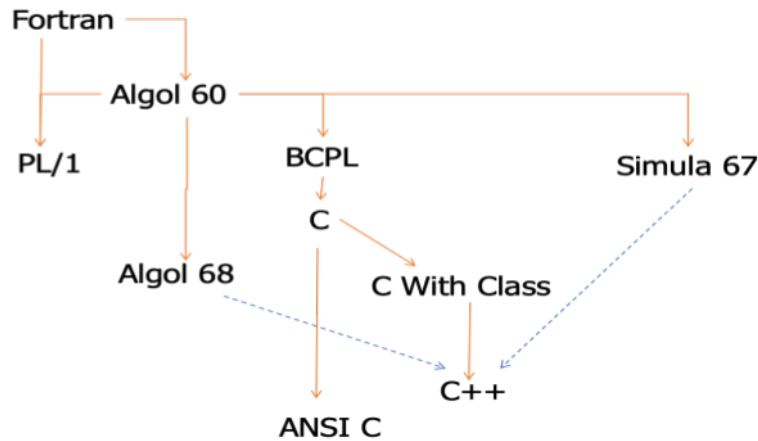 Fortran
Algol 60
PL/1
BCPL
Simula 67
C
Algol 68
C With Class
C++
ANSI C